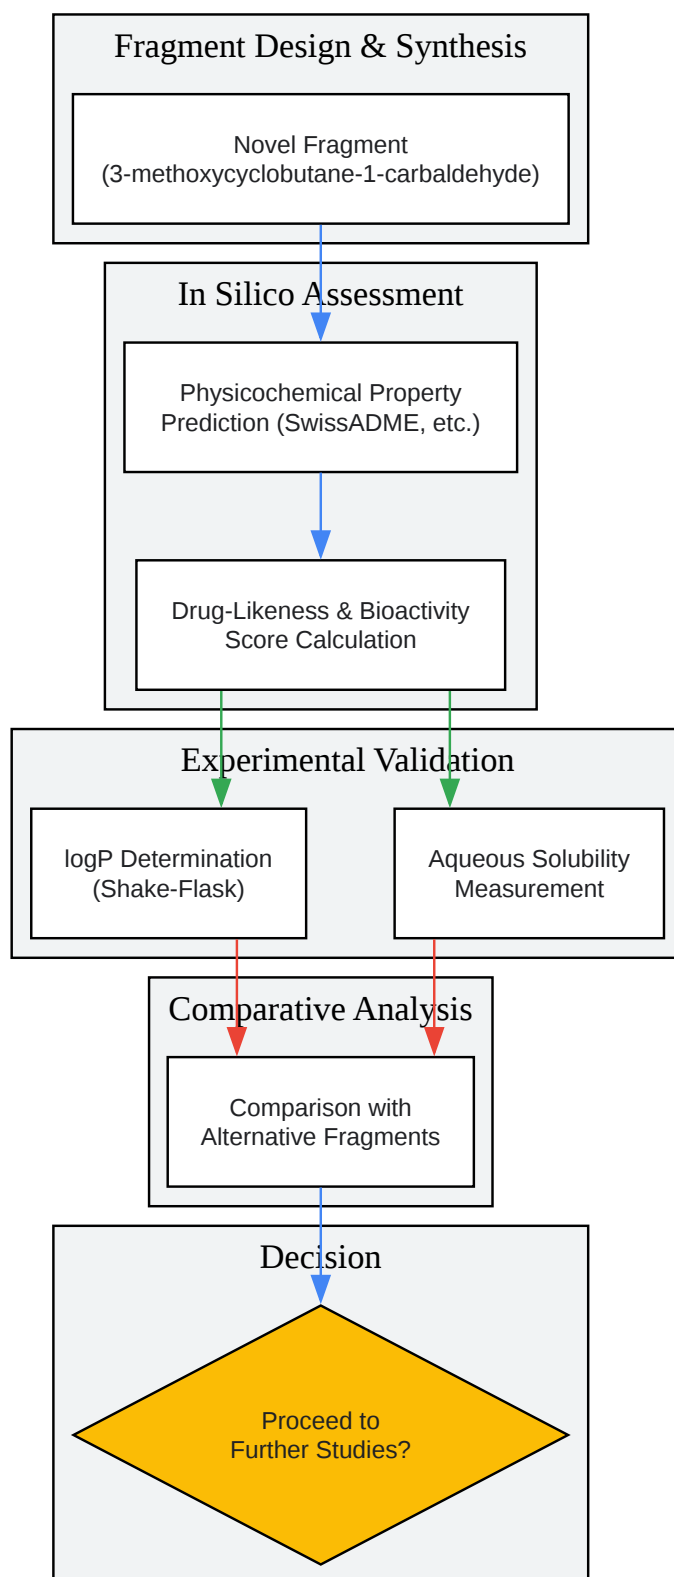 Fragment Design & Synthesis
Novel Fragment
(3-methoxycyclobutane-1-carbaldehyde)
In Silico Assessment
Physicochemical Property
Prediction (SwissADME, etc.)
Drug-Likeness & Bioactivity
Score Calculation
Experimental Validation
logP Determination
(Shake-Flask)
Aqueous Solubility
Measurement
Comparative Analysis
Comparison with
Alternative Fragments
Decision
Proceed to
Further Studies?